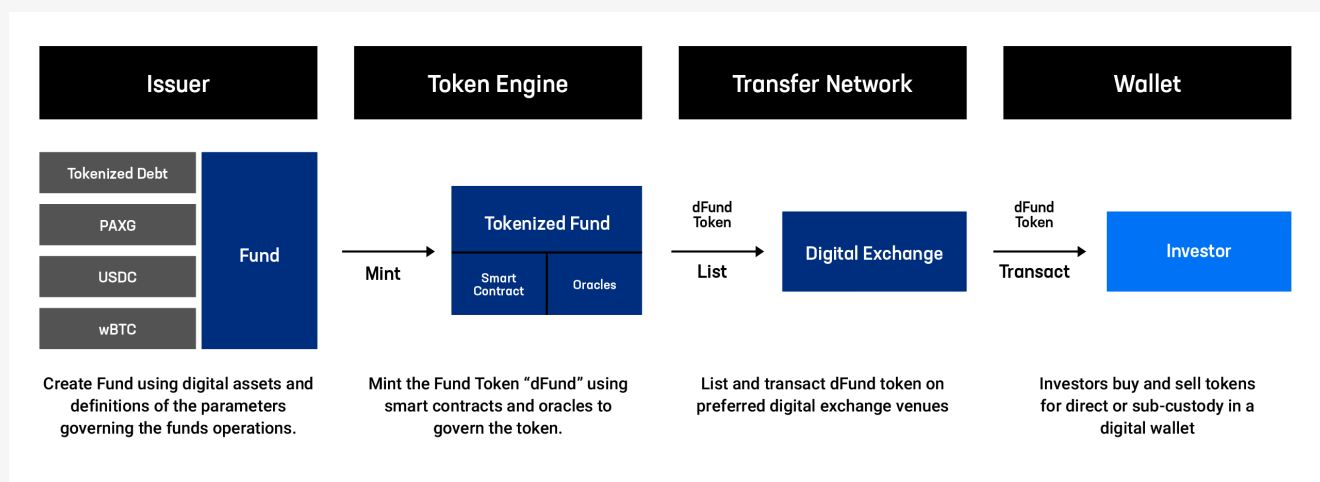 Issuer
Token Engine
Transfer Network
Wallet
Tokenized Debt
PAXG
USDC
wBTC
Fund
Mint
Tokenized Fund
Smart
Contract
Oracles
dFund
Token
List
Digital Exchange
dFund
Token
Transact
Investor
Create Fund using digital assets and
definitions of the parameters
governing the funds operations.
Mint the Fund Token “dFund” using
smart contracts and oracles to
govern the token.
List and transact dFund token on
preferred digital exchange venues
Investors buy and sell tokens
for direct or sub-custody in a
digital wallet